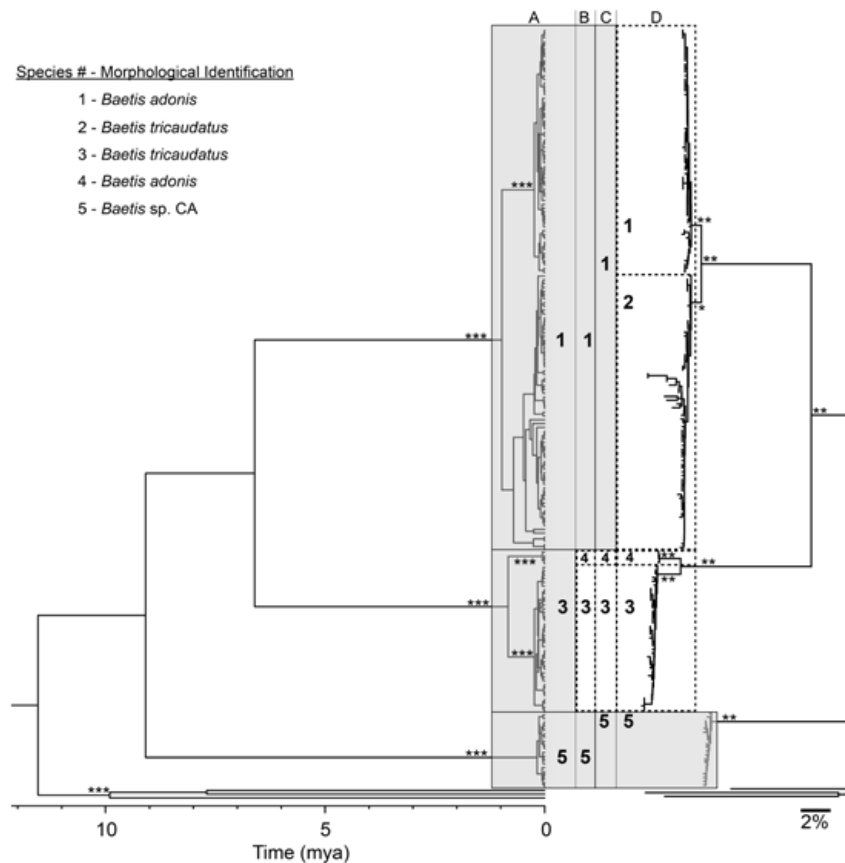 A B C D
Species # - Morphological Identification
1 - Baetis adonis
2 - Baetis tricaudatus
3 - Baetis tricaudatus
4 - Baetis adonis
5 - Baetis sp. CA
***
**
1
**
1
2
*
*** 1 1
**
4 4 4 **
*** **
**
*** 3 3 3 3
***
5 5 **
*** 5 5
***
10 5 0
2%
Time (mya)